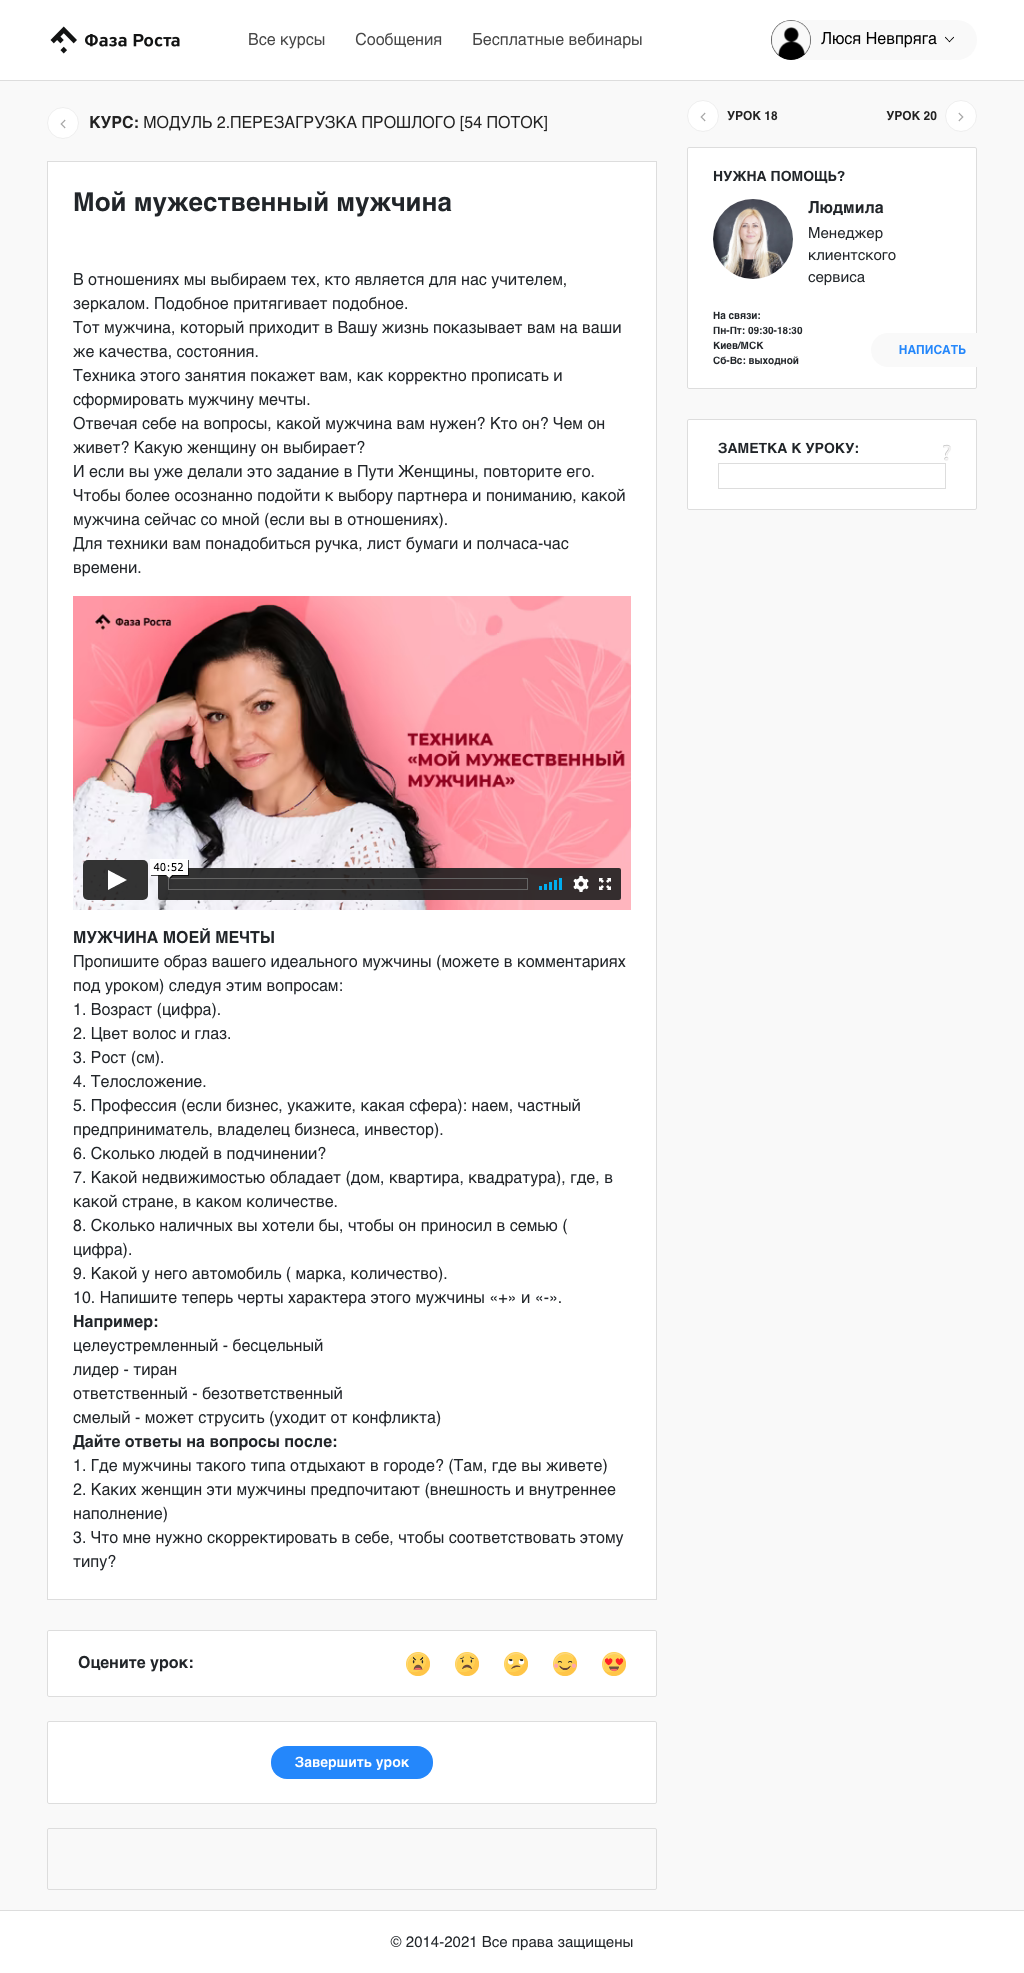 Фаза Роста
Все курсы
Сообщения
Бесплатные вебинары
Люся Невпряга
КУРС: МОДУЛЬ 2.ПЕРЕЗАГРУЗКА ПРОШЛОГО [54 ПОТОК]
Мой мужественный мужчина
В отношениях мы выбираем тех, кто является для нас учителем,
зеркалом. Подобное притягивает подобное.
Тот мужчина, который приходит в Вашу жизнь показывает вам на ваши
же качества, состояния.
Техника этого занятия покажет вам, как корректно прописать и
сформировать мужчину мечты.
Отвечая себе на вопросы, какой мужчина вам нужен? Кто он? Чем он
живет? Какую женщину он выбирает?
И если вы уже делали это задание в Пути Женщины, повторите его.
Чтобы более осознанно подойти к выбору партнера и пониманию, какой
мужчина сейчас со мной (если вы в отношениях).
Для техники вам понадобиться ручка, лист бумаги и полчаса-час
времени.
Фаза Роста
ТЕХНИКА
«МОЙ МУЖЕСТВЕННЫЙ
МУЖЧИНА»
40:52
МУЖЧИНА МОЕЙ МЕЧТЫ
Пропишите образ вашего идеального мужчины (можете в комментариях
под уроком) следуя этим вопросам:
1. Возраст (цифра).
2. Цвет волос и глаз.
3. Рост (см).
4. Телосложение.
5. Профессия (если бизнес, укажите, какая сфера): наем, частный
предприниматель, владелец бизнеса, инвестор).
6. Сколько людей в подчинении?
7. Какой недвижимостью обладает (дом, квартира, квадратура), где, в
какой стране, в каком количестве.
8. Сколько наличных вы хотели бы, чтобы он приносил в семью (
цифра).
9. Какой у него автомобиль ( марка, количество).
10. Напишите теперь черты характера этого мужчины «+» и «-».
Например:
целеустремленный - бесцельный
лидер - тиран
ответственный - безответственный
смелый - может струсить (уходит от конфликта)
Дайте ответы на вопросы после:
1. Где мужчины такого типа отдыхают в городе? (Там, где вы живете)
2. Каких женщин эти мужчины предпочитают (внешность и внутреннее
наполнение)
3. Что мне нужно скорректировать в себе, чтобы соответствовать этому
типу?
Оцените урок:
Завершить урок
УРОК 18
УРОК 20
НУЖНА ПОМОЩЬ?
Людмила
Менеджер
клиентского
сервиса
На связи:
Пн-Пт: 09:30-18:30
Киев/МСК
Сб-Вс: выходной
НАПИСАТЬ
ЗАМЕТКА К УРОКУ:
?
© 2014-2021 Все права защищены